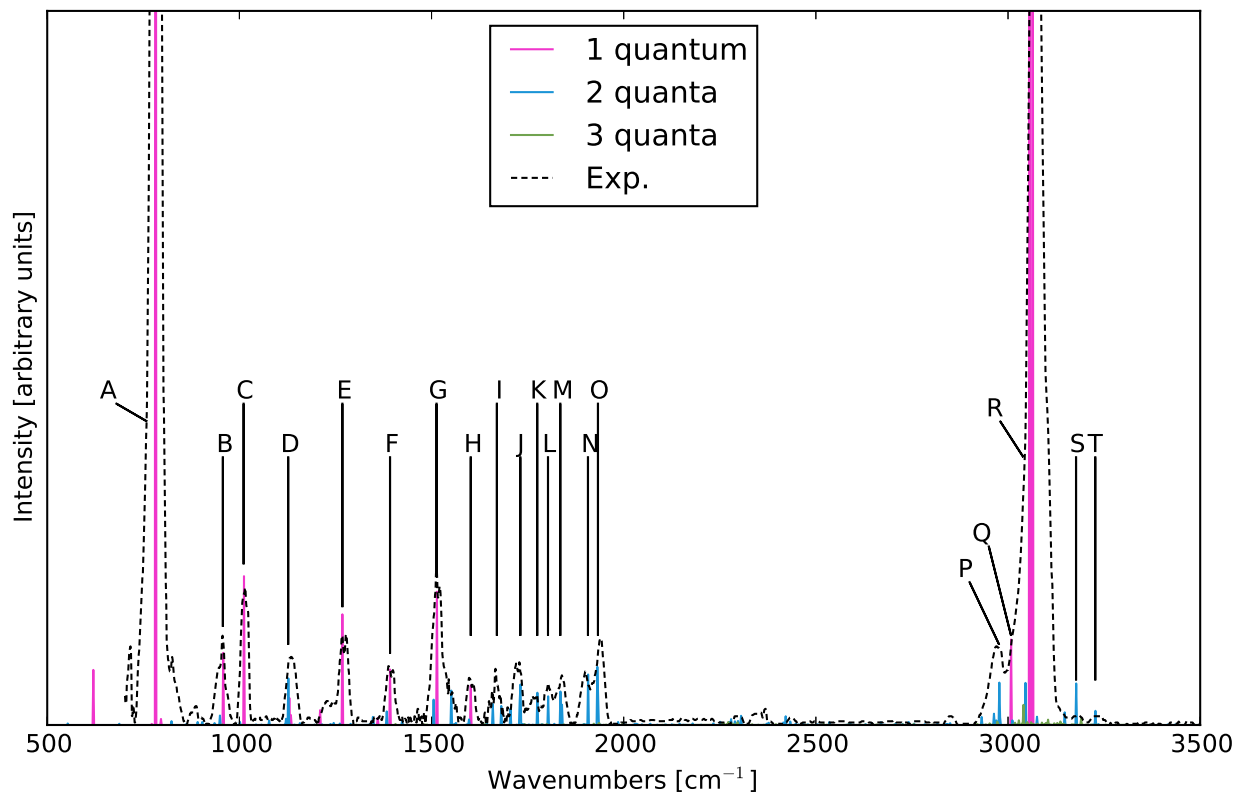 1 quantum
2 quanta
3 quanta
Exp.
A
C
E
G
I
K
M
O
B
D
F
H
J
L
N
R
S
T
Q
P
Intensity [arbitrary units]
500
1000
1500
2000
2500
3000
3500
Wavenumbers [cm⁻¹]